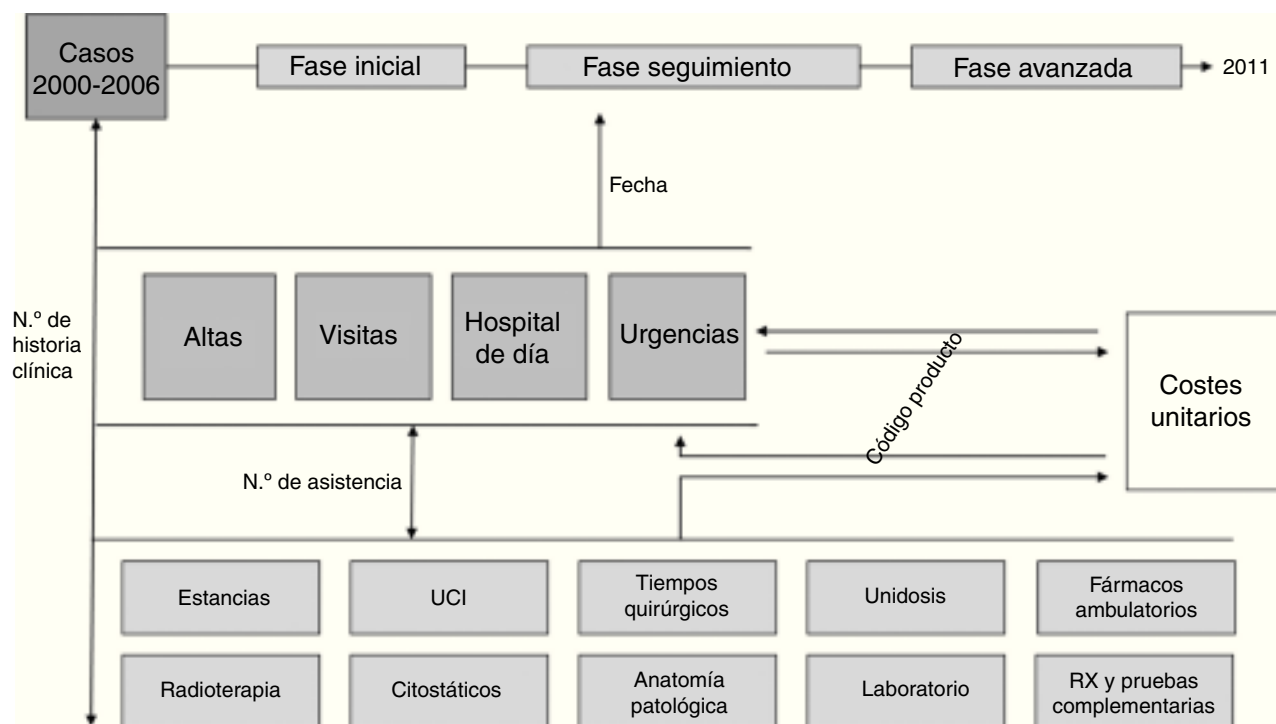 Casos
2000-2006
Fase inicial
Fase seguimiento
Fase avanzada
2011
Fecha
N.º de
historia
clínica
Altas
Visitas
Hospital
de día
Urgencias
Código producto
Costes
unitarios
N.º de asistencia
Estancias
UCI
Tiempos
quirúrgicos
Unidosis
Fármacos
ambulatorios
Radioterapia
Citostáticos
Anatomía
patológica
Laboratorio
RX y pruebas
complementarias